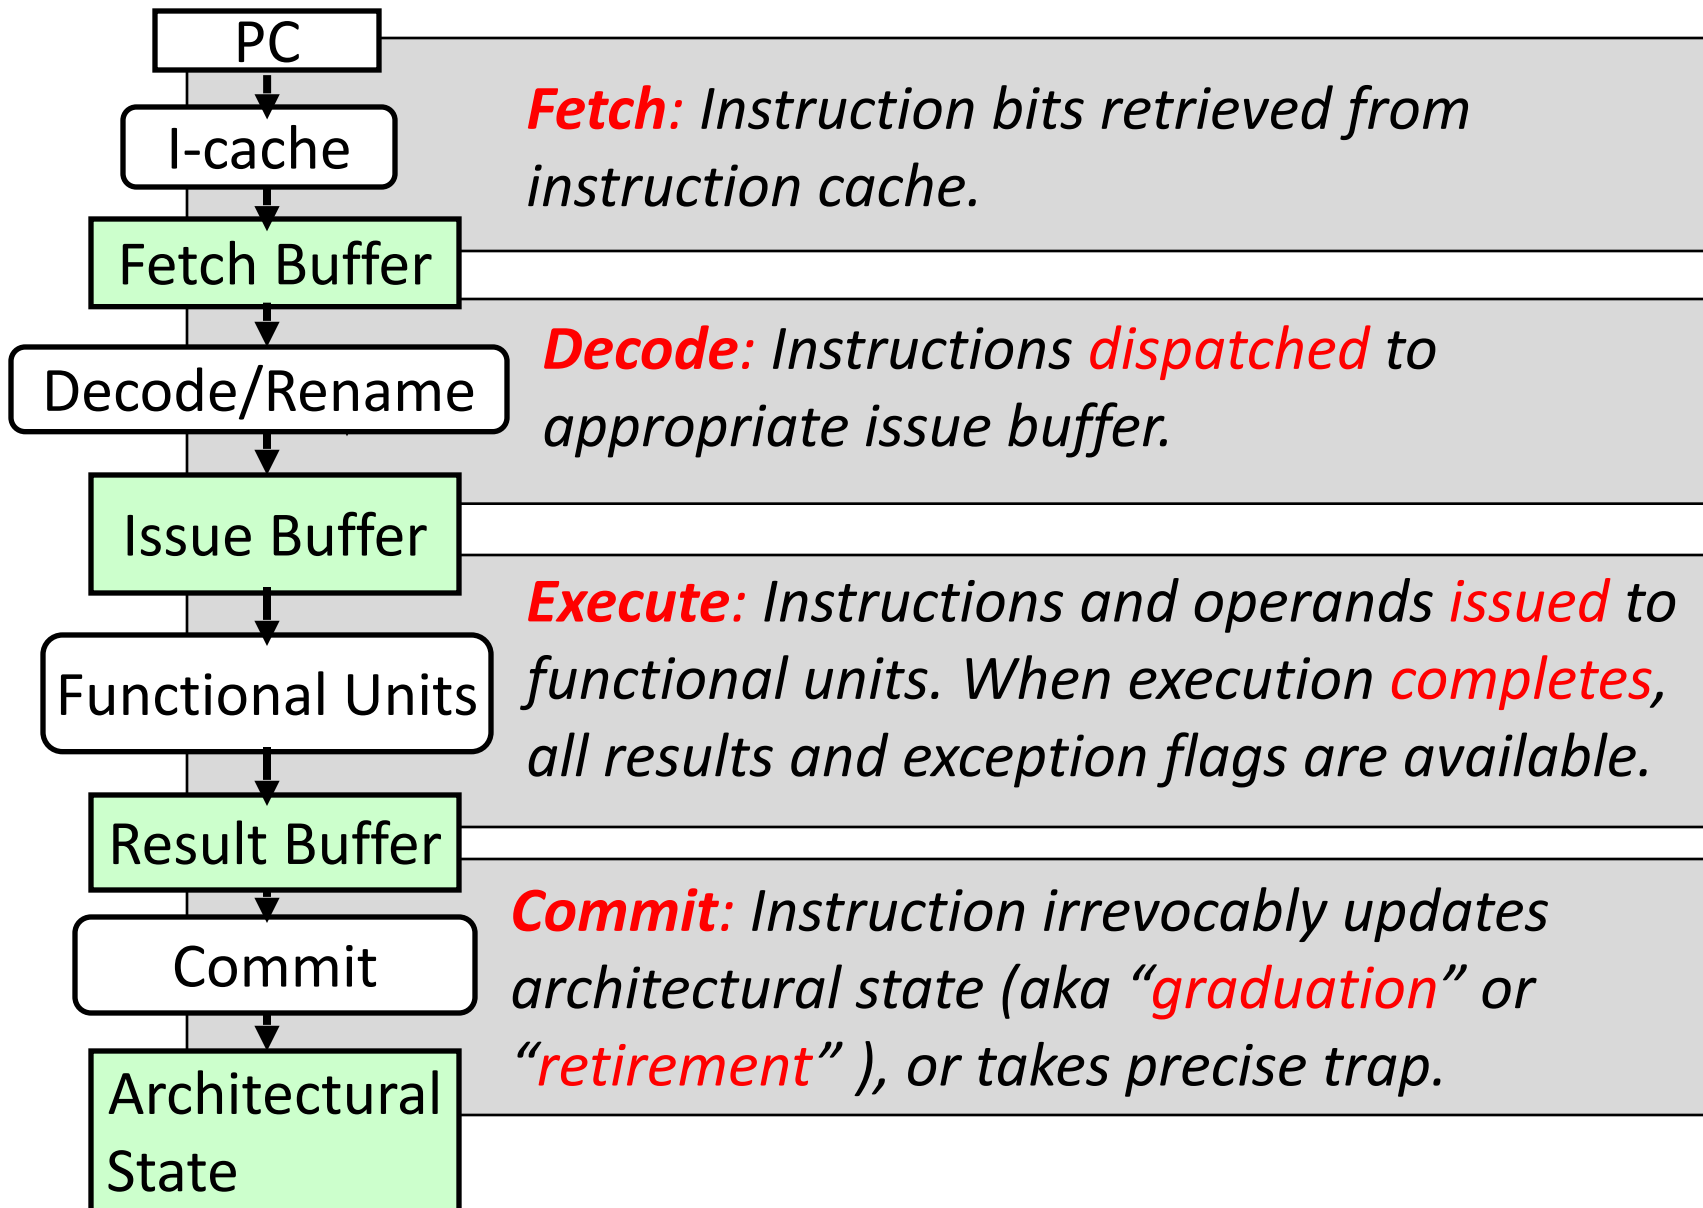 PC
I-cache
Fetch Buffer
Decode/Rename
Issue Buffer
Functional Units
Result Buffer
Commit
Architectural
State
Fetch: Instruction bits retrieved from
instruction cache.
Decode: Instructions dispatched to
appropriate issue buffer.
Execute: Instructions and operands issued to
functional units. When execution completes,
all results and exception flags are available.
Commit: Instruction irrevocably updates
architectural state (aka “graduation” or
“retirement” ), or takes precise trap.